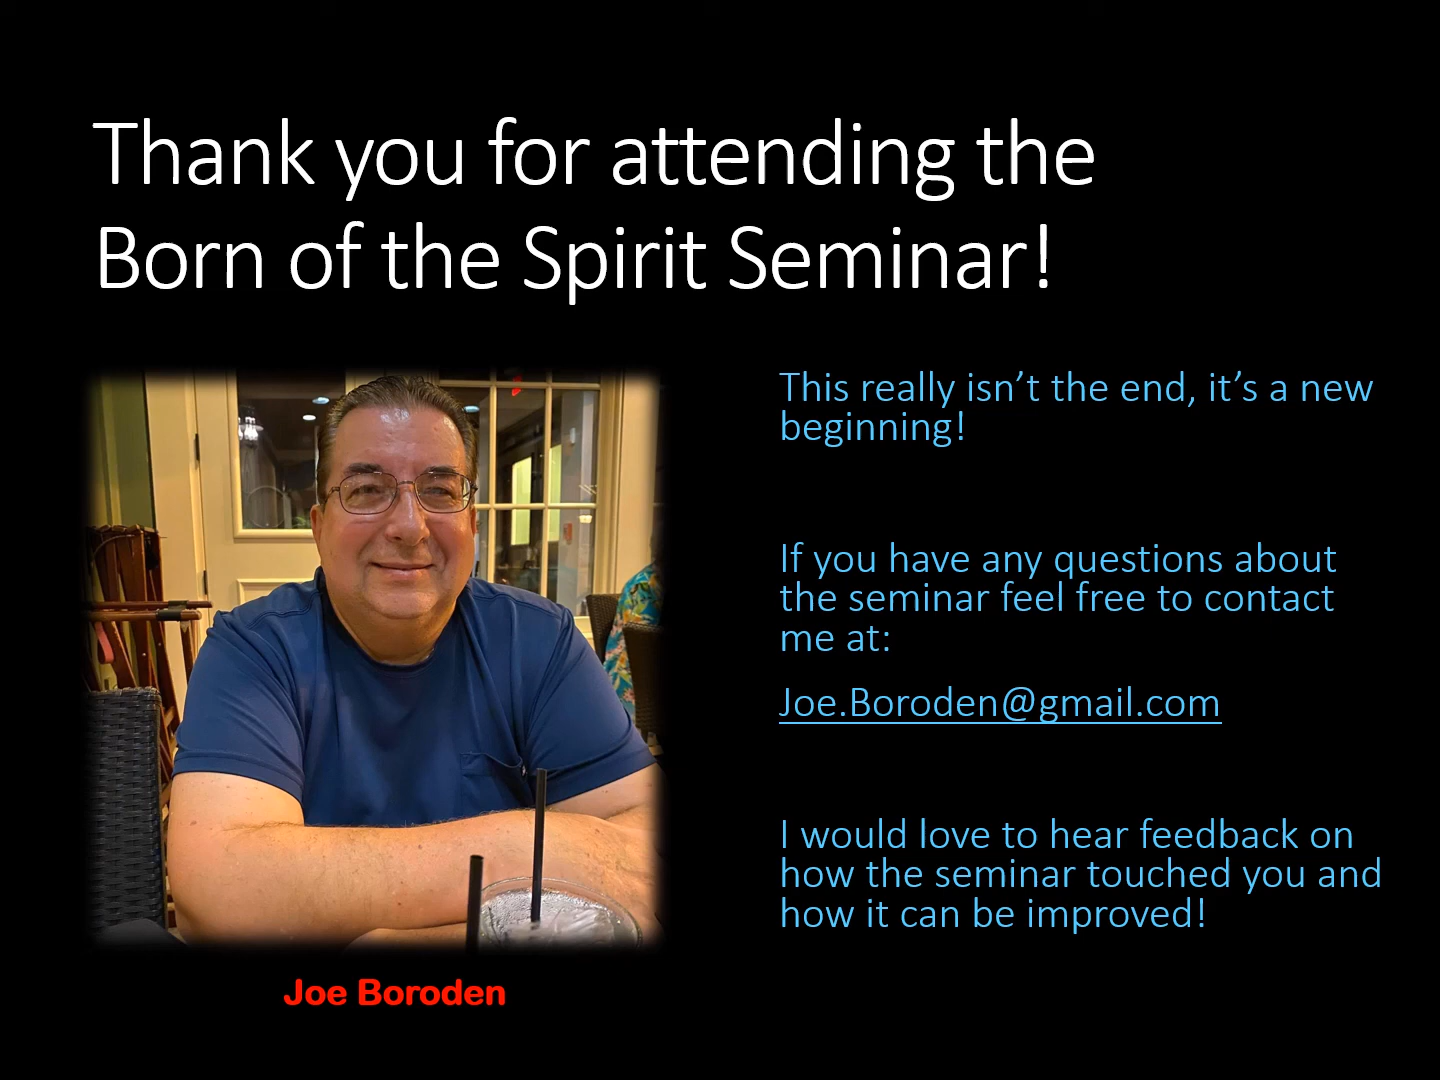 Thank you for attending the
Born of the Spirit Seminar!
This really isn’t the end, it’s a new
beginning!
If you have any questions about
the seminar feel free to contact
me at:
Joe.Boroden@gmail.com
I would love to hear feedback on
how the seminar touched you and
how it can be improved!
Joe Boroden